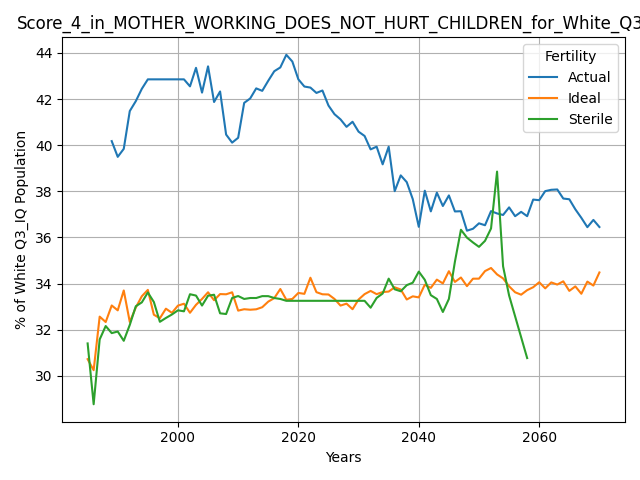 Score_4_in_MOTHER_WORKING_DOES_NOT_HURT_CHILDREN_for_White_Q3
Fertility
Actual
Ideal
Sterile
% of White Q3_IQ Population
44
42
40
38
36
34
32
30
2000
2020
2040
2060
Years